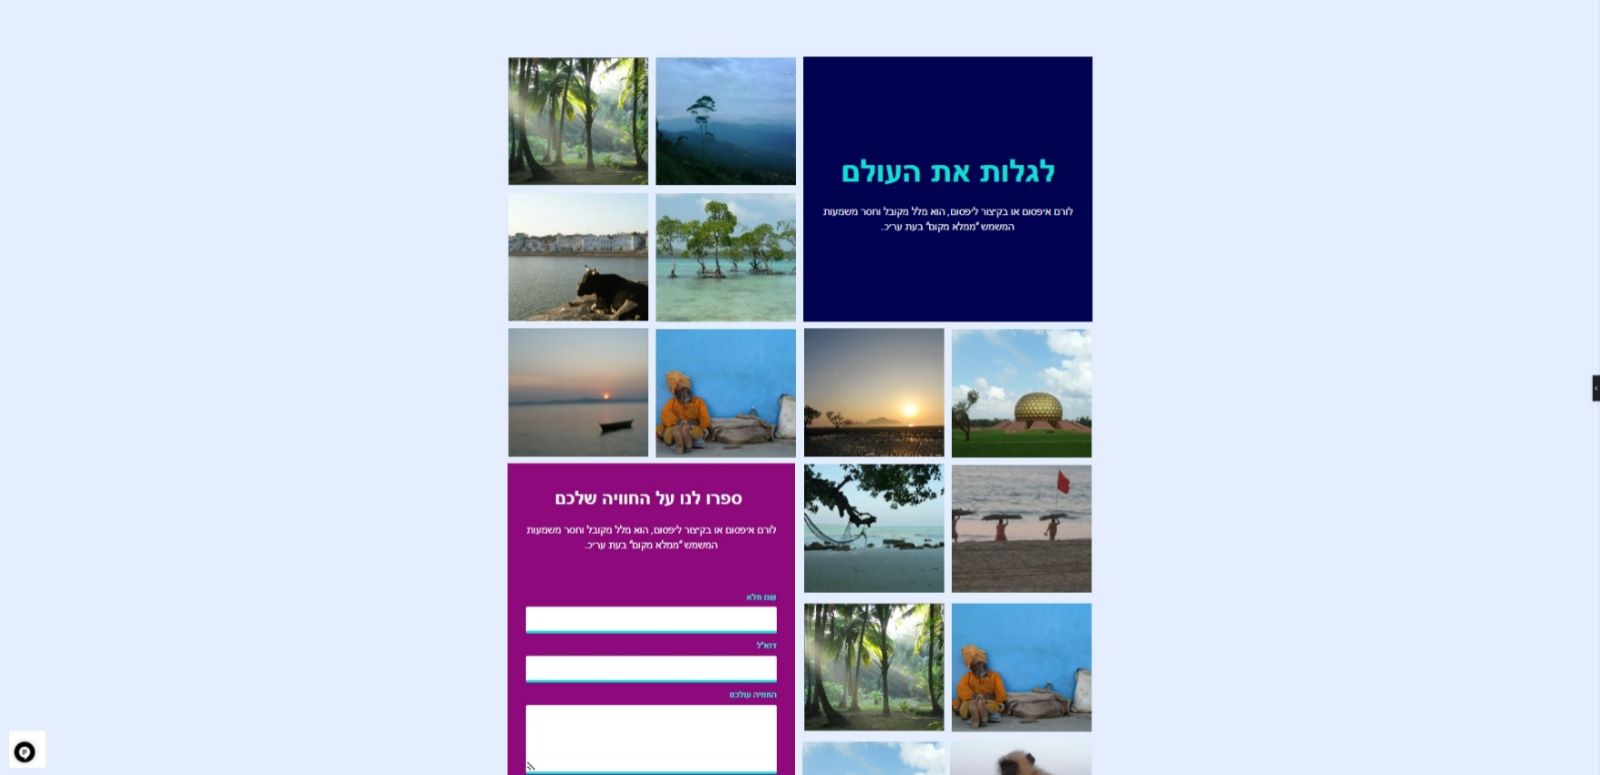 לגלות את העולם
לורם איפסום או בקיצור ליפסום, הוא מלל מקובל וחסר משמעות
המשמש "ממלא מקום" בעת עריכ.
ספרו לנו על החוויה שלכם
לורם איפסום או בקיצור ליפסום, הוא מלל מקובל וחסר משמעות
המשמש "ממלא מקום" בעת עריכ.
שם מלא
דוא"ל
החוויה שלכם